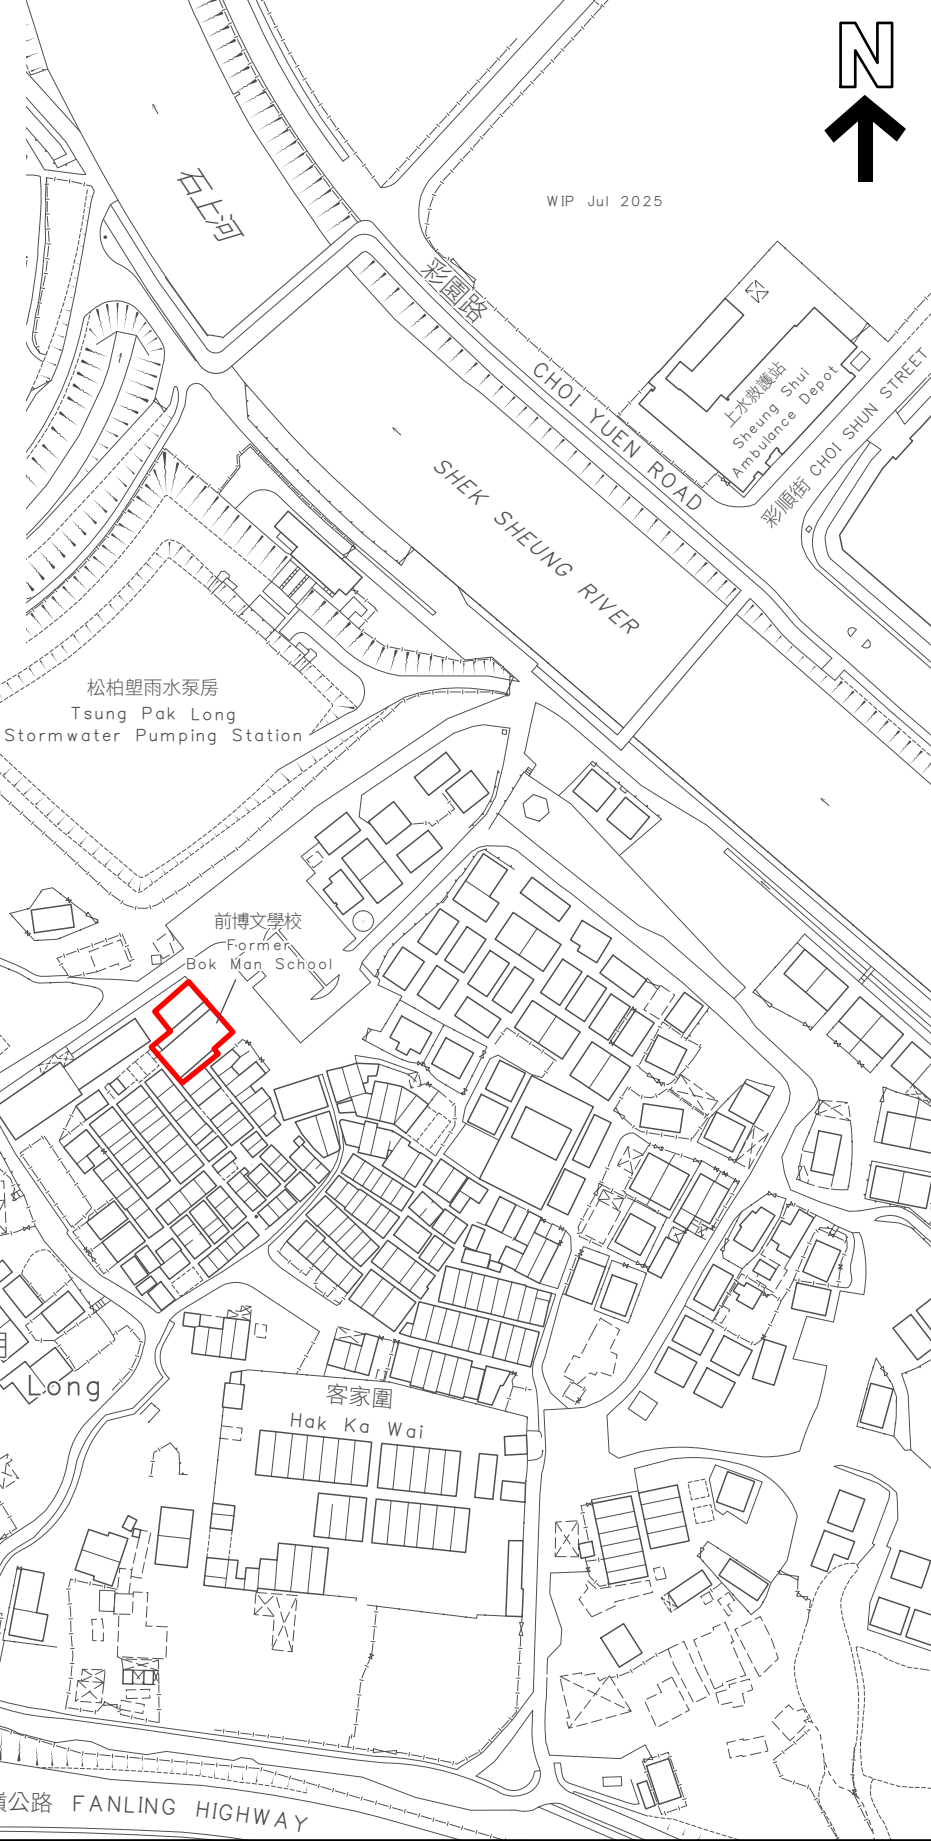 N
石上河
WIP Jul 2025
彩園路
CHOI YUEN ROAD
上水救護站
Sheung Shui
Ambulance Depot
彩順街 CHOI SHUN STREET
SHEK SHEUNG RIVER
松柏塱雨水泵房
Tsung Pak Long
Stormwater Pumping Station
前博文學校
Former
Bok Man School
Long
客家圍
Hak Ka Wai
公路 FANLING HIGHWAY